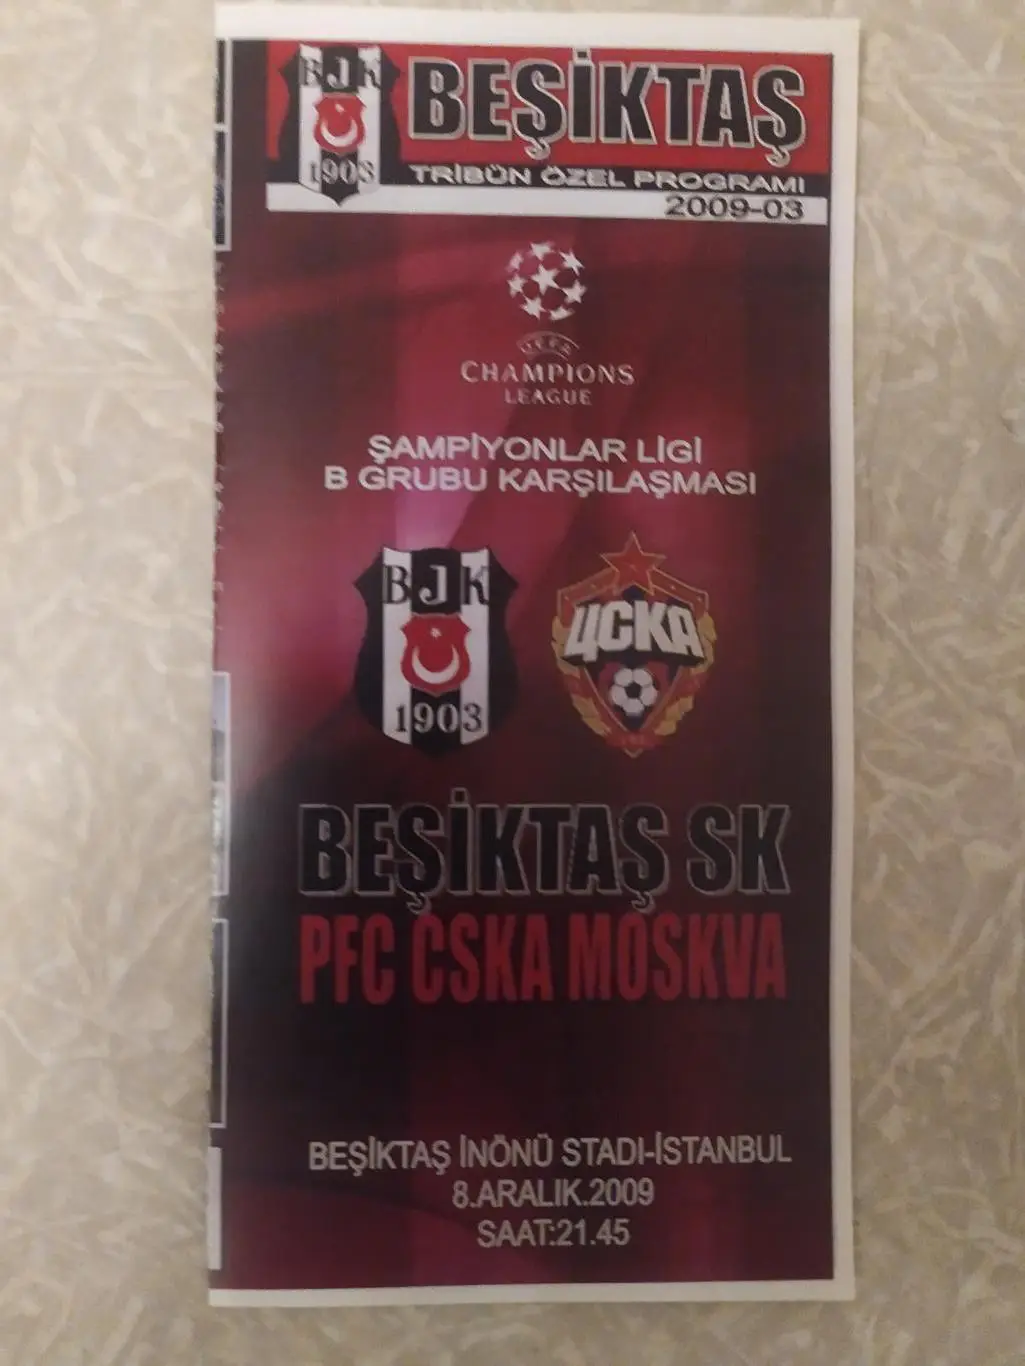 BJK
1903
BEŞİKTAŞ
TRİBÜN ÖZEL PROGRAMI
2009-03
UEFA
CHAMPIONS
LEAGUE
ŞAMPİYONLAR LİGİ
B GRUBU KARŞILAŞMASI
BJK
1903
ЦСКА
BEŞİKTAŞ SK
PFC CSKA MOSKVA
BEŞİKTAŞ İNÖNÜ STADI-İSTANBUL
8.ARALIK.2009
SAAT:21.45